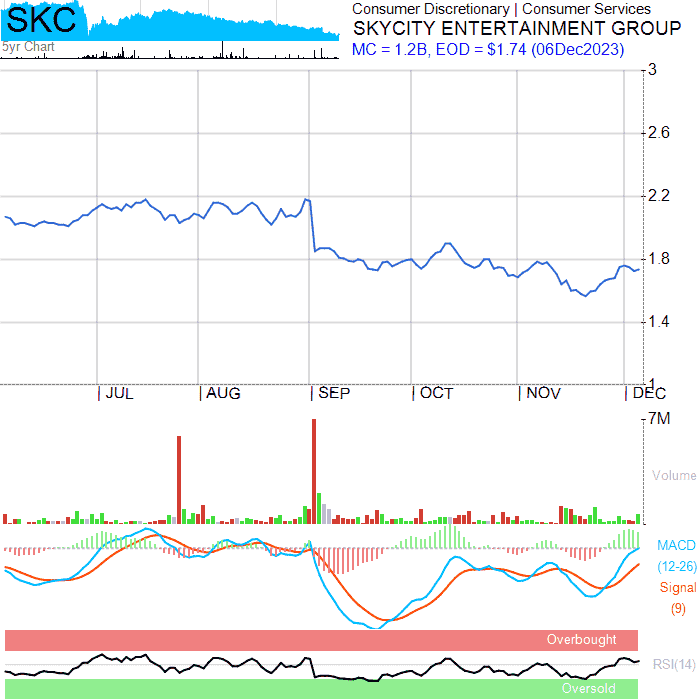 SKC
5yr Chart
Consumer Discretionary | Consumer Services
SKYCITY ENTERTAINMENT GROUP
MC = 1.2B, EOD = $1.74 (06Dec2023)
3
2.6
2.2
1.8
1.4
1
JUL AUG SEP OCT NOV DEC
7M
Volume
MACD
(12-26)
Signal
(9)
Overbought
RSI(14)
Oversold